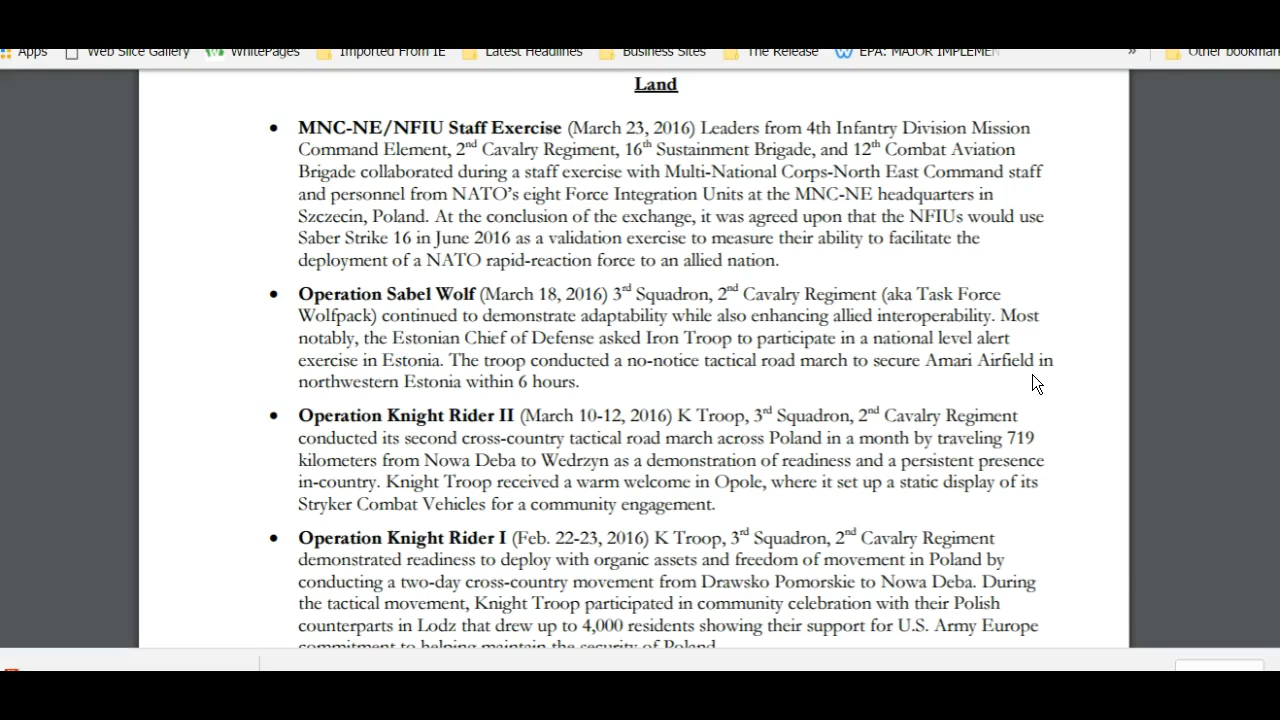 Apps Web Slice Gallery WhitePages Imported From IE Latest Headlines Business Sites The Release EPA: MAJOR IMPLEMEN » Other bookmar
Land
• MNC-NE/NFIU Staff Exercise (March 23, 2016) Leaders from 4th Infantry Division Mission
Command Element, 2nd Cavalry Regiment, 16th Sustainment Brigade, and 12th Combat Aviation
Brigade collaborated during a staff exercise with Multi-National Corps-North East Command staff
and personnel from NATO's eight Force Integration Units at the MNC-NE headquarters in
Szczecin, Poland. At the conclusion of the exchange, it was agreed upon that the NFIUs would use
Saber Strike 16 in June 2016 as a validation exercise to measure their ability to facilitate the
deployment of a NATO rapid-reaction force to an allied nation.
• Operation Sabel Wolf (March 18, 2016) 3rd Squadron, 2nd Cavalry Regiment (aka Task Force
Wolfpack) continued to demonstrate adaptability while also enhancing allied interoperability. Most
notably, the Estonian Chief of Defense asked Iron Troop to participate in a national level alert
exercise in Estonia. The troop conducted a no-notice tactical road march to secure Amari Airfield in
northwestern Estonia within 6 hours.
• Operation Knight Rider II (March 10-12, 2016) K Troop, 3rd Squadron, 2nd Cavalry Regiment
conducted its second cross-country tactical road march across Poland in a month by traveling 719
kilometers from Nowa Deba to Wedrzyn as a demonstration of readiness and a persistent presence
in-country. Knight Troop received a warm welcome in Opole, where it set up a static display of its
Stryker Combat Vehicles for a community engagement.
• Operation Knight Rider I (Feb. 22-23, 2016) K Troop, 3rd Squadron, 2nd Cavalry Regiment
demonstrated readiness to deploy with organic assets and freedom of movement in Poland by
conducting a two-day cross-country movement from Drawsko Pomorskie to Nowa Deba. During
the tactical movement, Knight Troop participated in community celebration with their Polish
counterparts in Lodz that drew up to 4,000 residents showing their support for U.S. Army Europe
commitment to helping maintain the security of Poland.